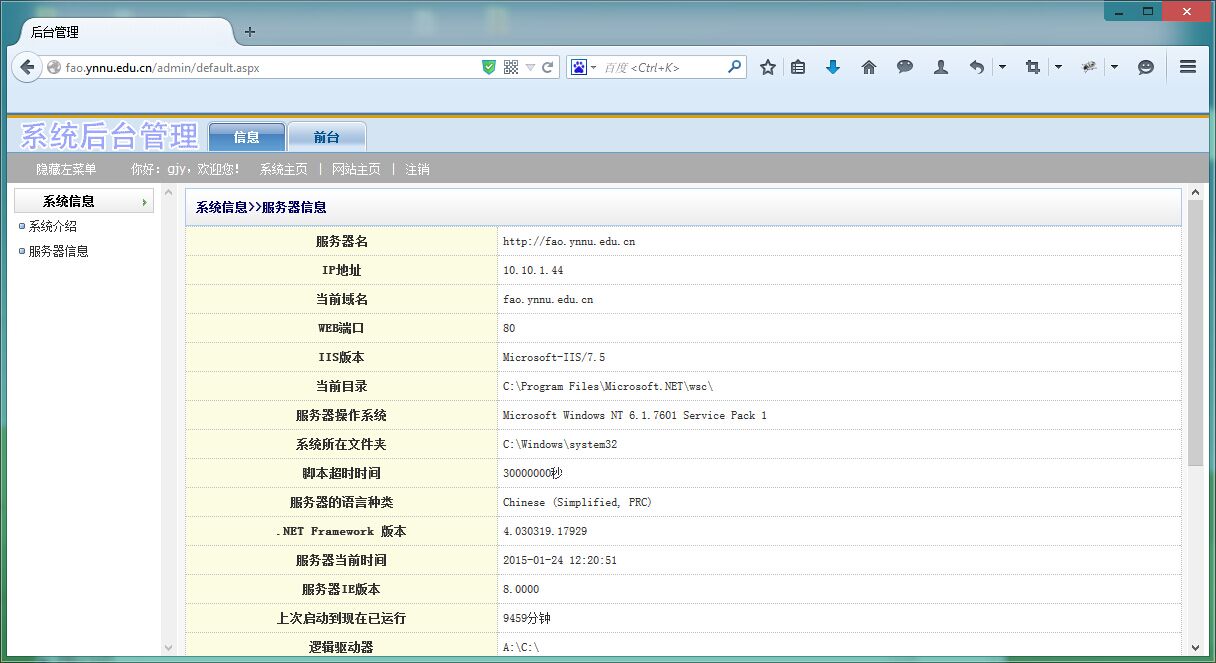 后台管理
fao.ynnu.edu.cn/admin/default.aspx
百度 <Ctrl+K>
系统后台管理 信息 前台
隐藏左菜单 你好：gjy，欢迎您！ 系统主页 | 网站主页 | 注销
系统信息
系统介绍
服务器信息
系统信息>>服务器信息
服务器名 http://fao.ynnu.edu.cn
IP地址 10.10.1.44
当前域名 fao.ynnu.edu.cn
WEB端口 80
IIS版本 Microsoft-IIS/7.5
当前目录 C:\Program Files\Microsoft.NET\wsc\
服务器操作系统 Microsoft Windows NT 6.1.7601 Service Pack 1
系统所在文件夹 C:\Windows\system32
脚本超时时间 30000000秒
服务器的语言种类 Chinese (Simplified, PRC)
.NET Framework 版本 4.030319.17929
服务器当前时间 2015-01-24 12:20:51
服务器IE版本 8.0000
上次启动到现在已运行 9459分钟
逻辑驱动器 A:\C:\